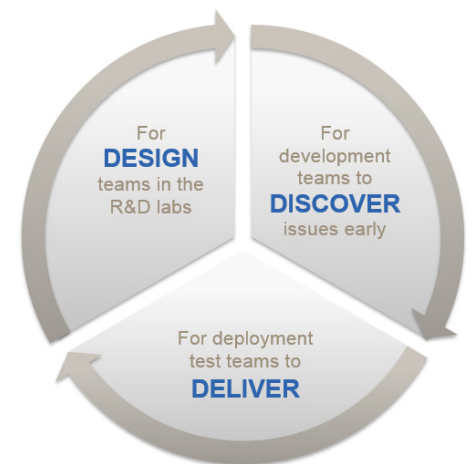 For
DESIGN
teams in the
R&D labs
For
development
teams to
DISCOVER
issues early
For deployment
test teams to
DELIVER